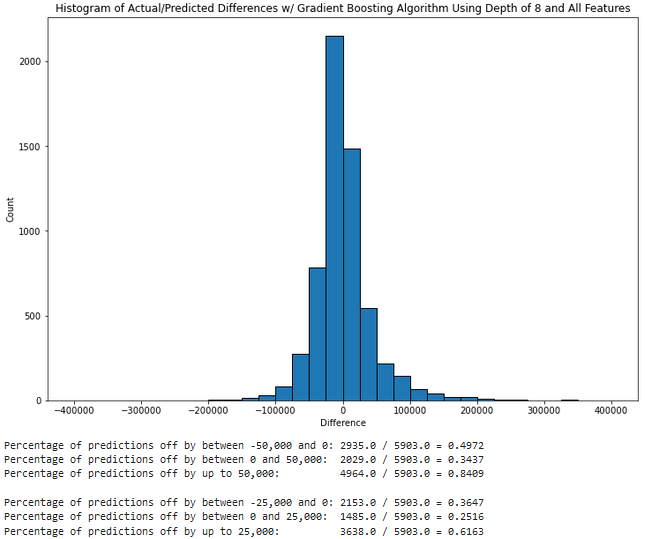 Histogram of Actual/Predicted Differences w/ Gradient Boosting Algorithm Using Depth of 8 and All Features
2000
1500
1000
500
0
Count
−400000 −300000 −200000 −100000 0 100000 200000 300000 400000
Difference
Percentage of predictions off by between -50,000 and 0: 2935.0 / 5903.0 = 0.4972
Percentage of predictions off by between 0 and 50,000: 2029.0 / 5903.0 = 0.3437
Percentage of predictions off by up to 50,000: 4964.0 / 5903.0 = 0.8409
Percentage of predictions off by between -25,000 and 0: 2153.0 / 5903.0 = 0.3647
Percentage of predictions off by between 0 and 25,000: 1485.0 / 5903.0 = 0.2516
Percentage of predictions off by up to 25,000: 3638.0 / 5903.0 = 0.6163